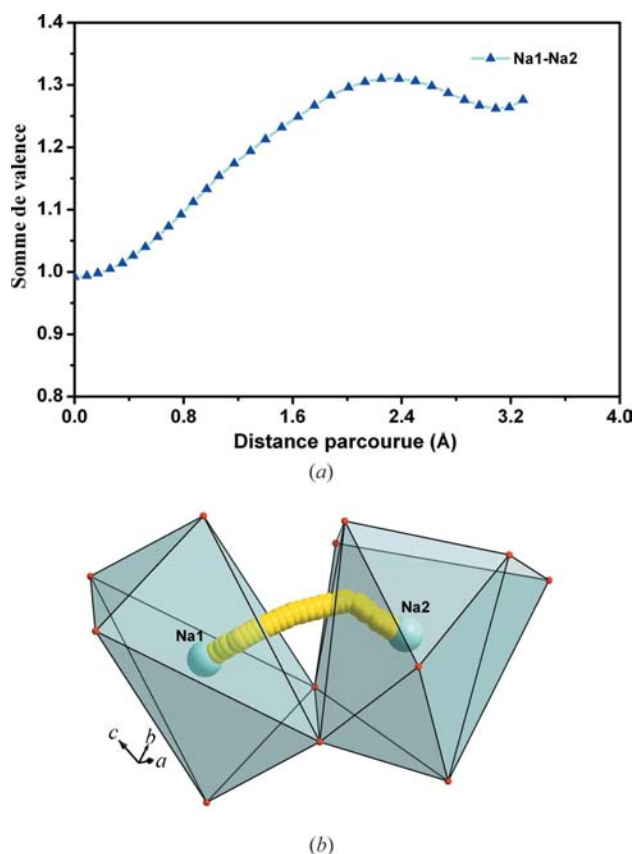 1.4
Na1-Na2
1.3
1.2
1.1
1.0
0.9
0.8
Somme de valence
0.0 0.8 1.6 2.4 3.2 4.0
Distance parcourue (Å)
(a)
Na1
Na2
c b a
(b)